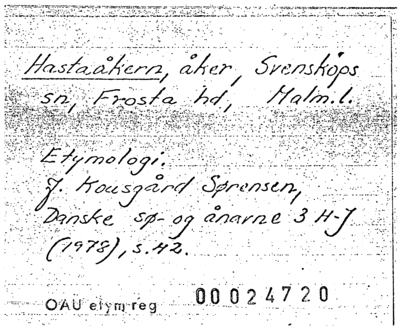 Hastaåkern, åker, Svensköps
sn, Frosta hd, Malm.l.
Etymologi.
J. Kousgård Sørensen,
Danske sø- og ånavne 3 H-J
(1978), s. 42.
OAU etym reg 00024720